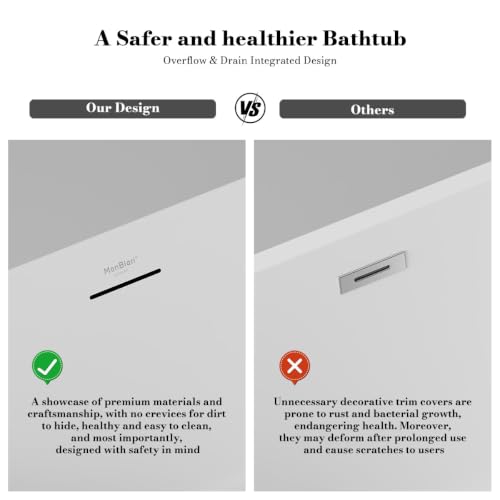 A Safer and healthier Bathtub
Overflow & Drain Integrated Design
Our Design
VS
Others
MonBlari
A showcase of premium materials and
craftsmanship, with no crevices for dirt
to hide, healthy and easy to clean,
and most importantly,
designed with safety in mind
Unnecessary decorative trim covers are
prone to rust and bacterial growth,
endangering health. Moreover,
they may deform after prolonged use
and cause scratches to users